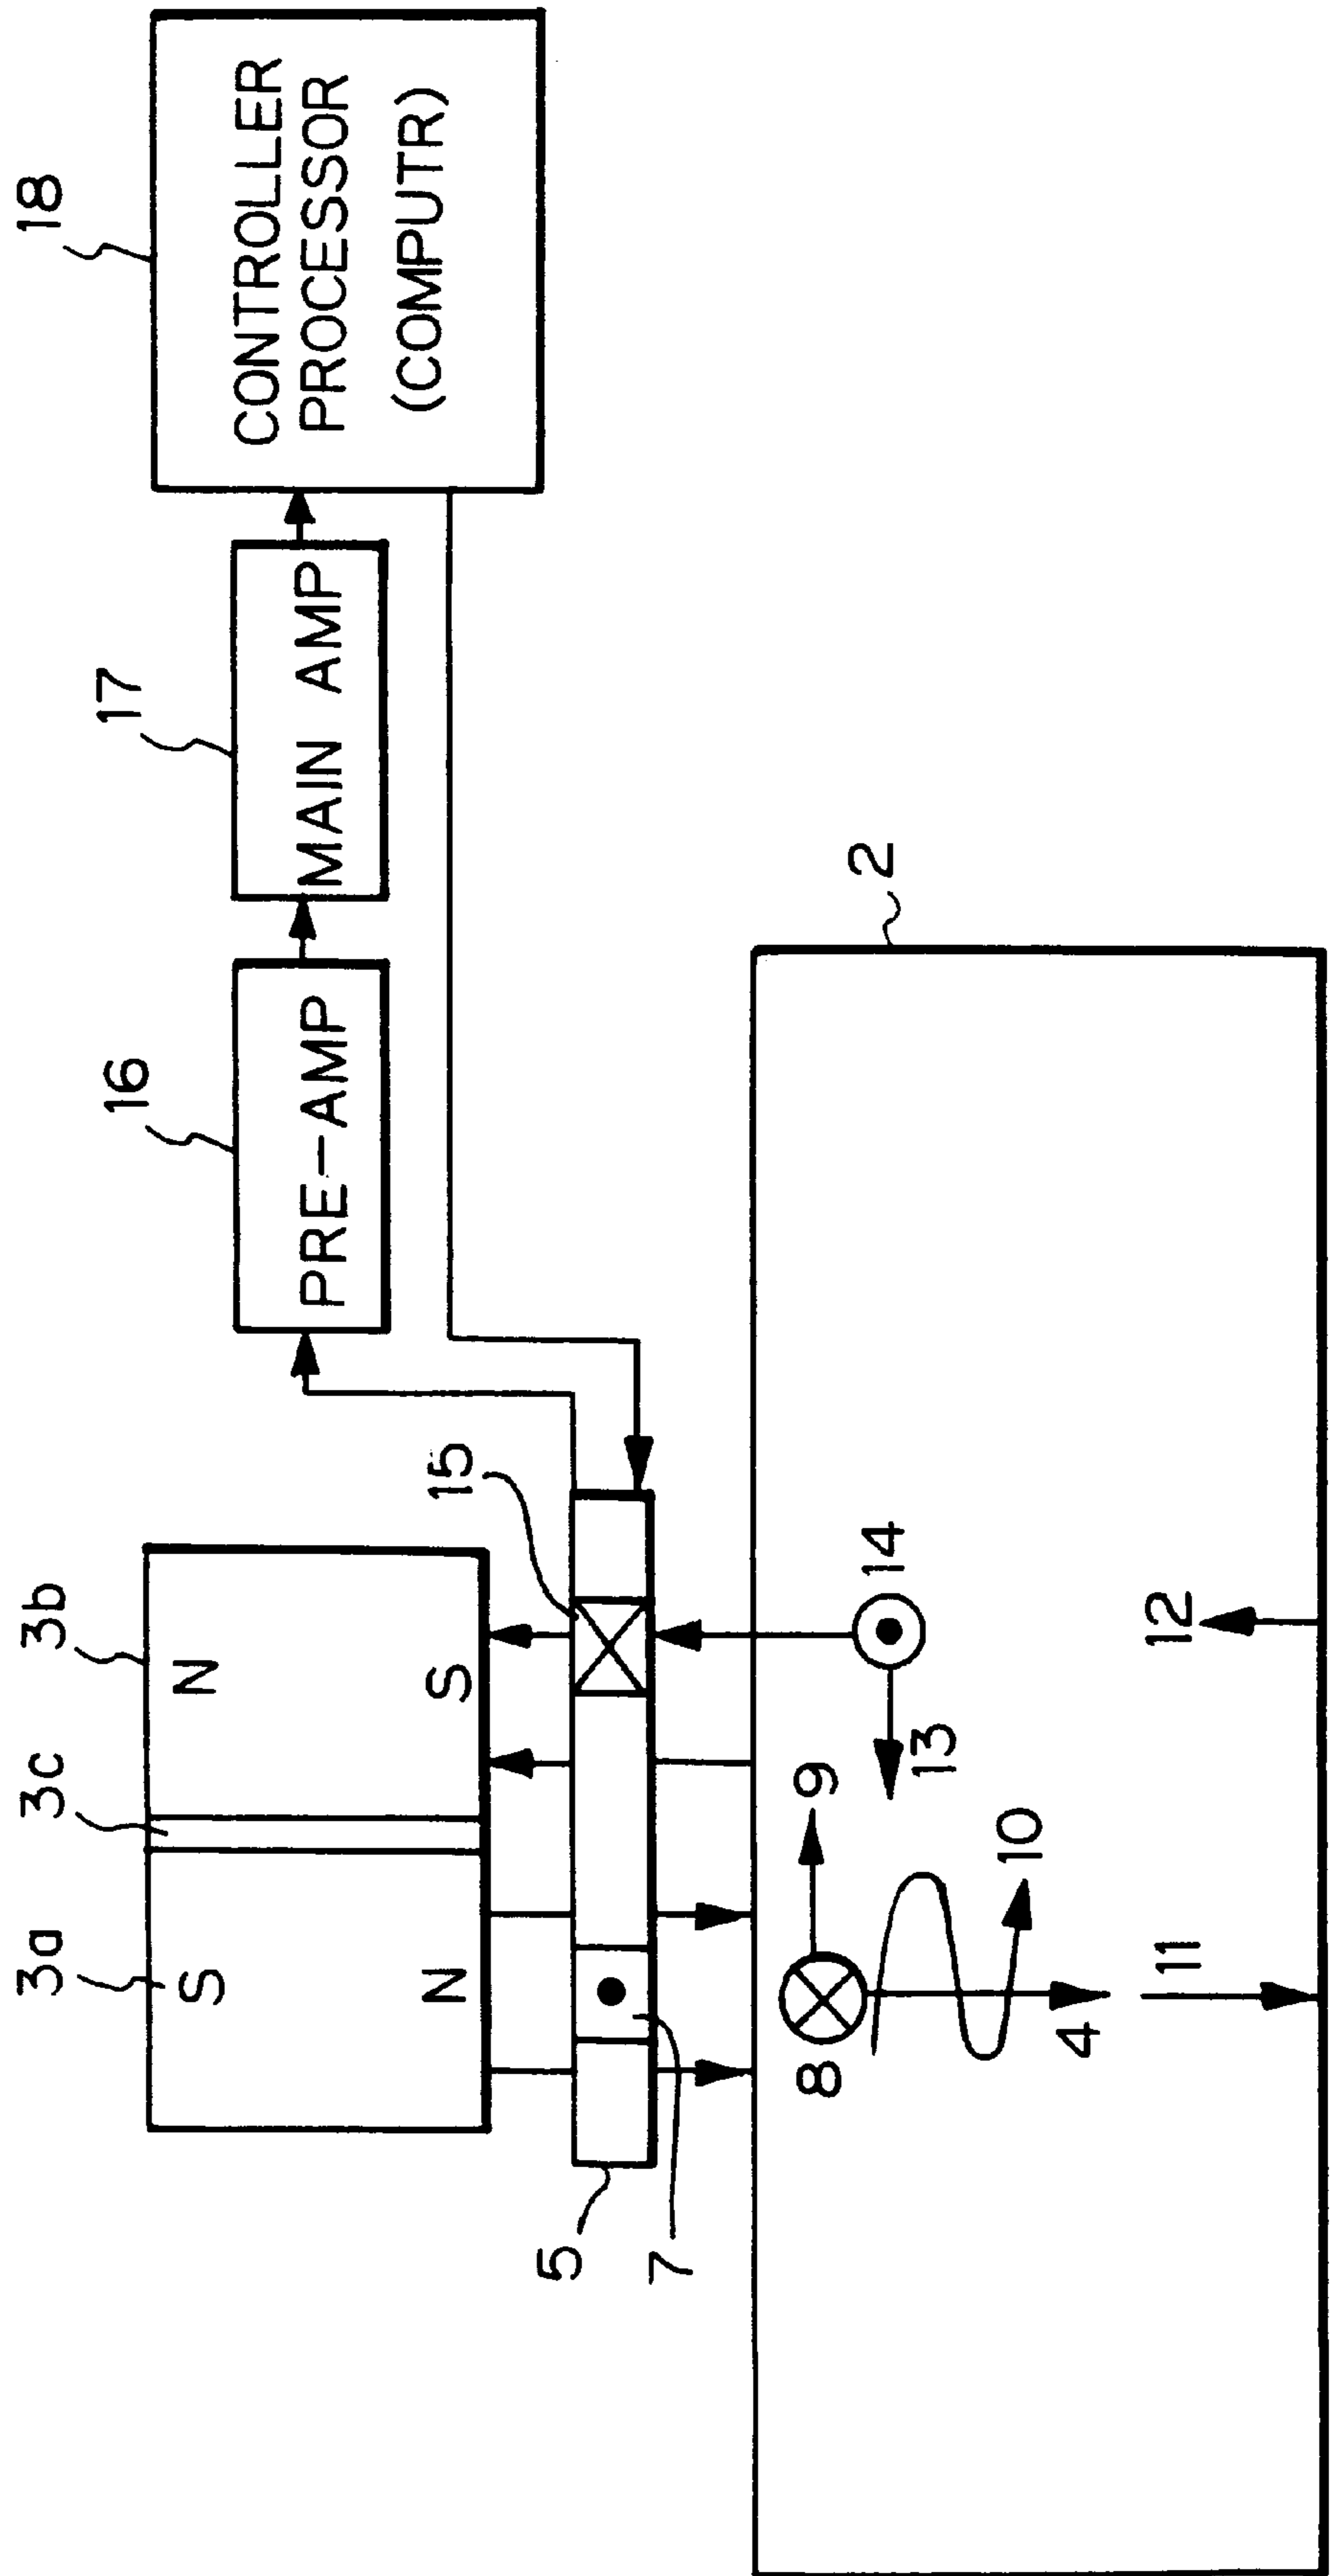 18
CONTROLLER
PROCESSOR
(COMPUTR)
17
MAIN AMP
16
PRE-AMP
3a
3c
3b
S
N
N
S
15
5
7
2
8
9
14
13
4
10
11
12